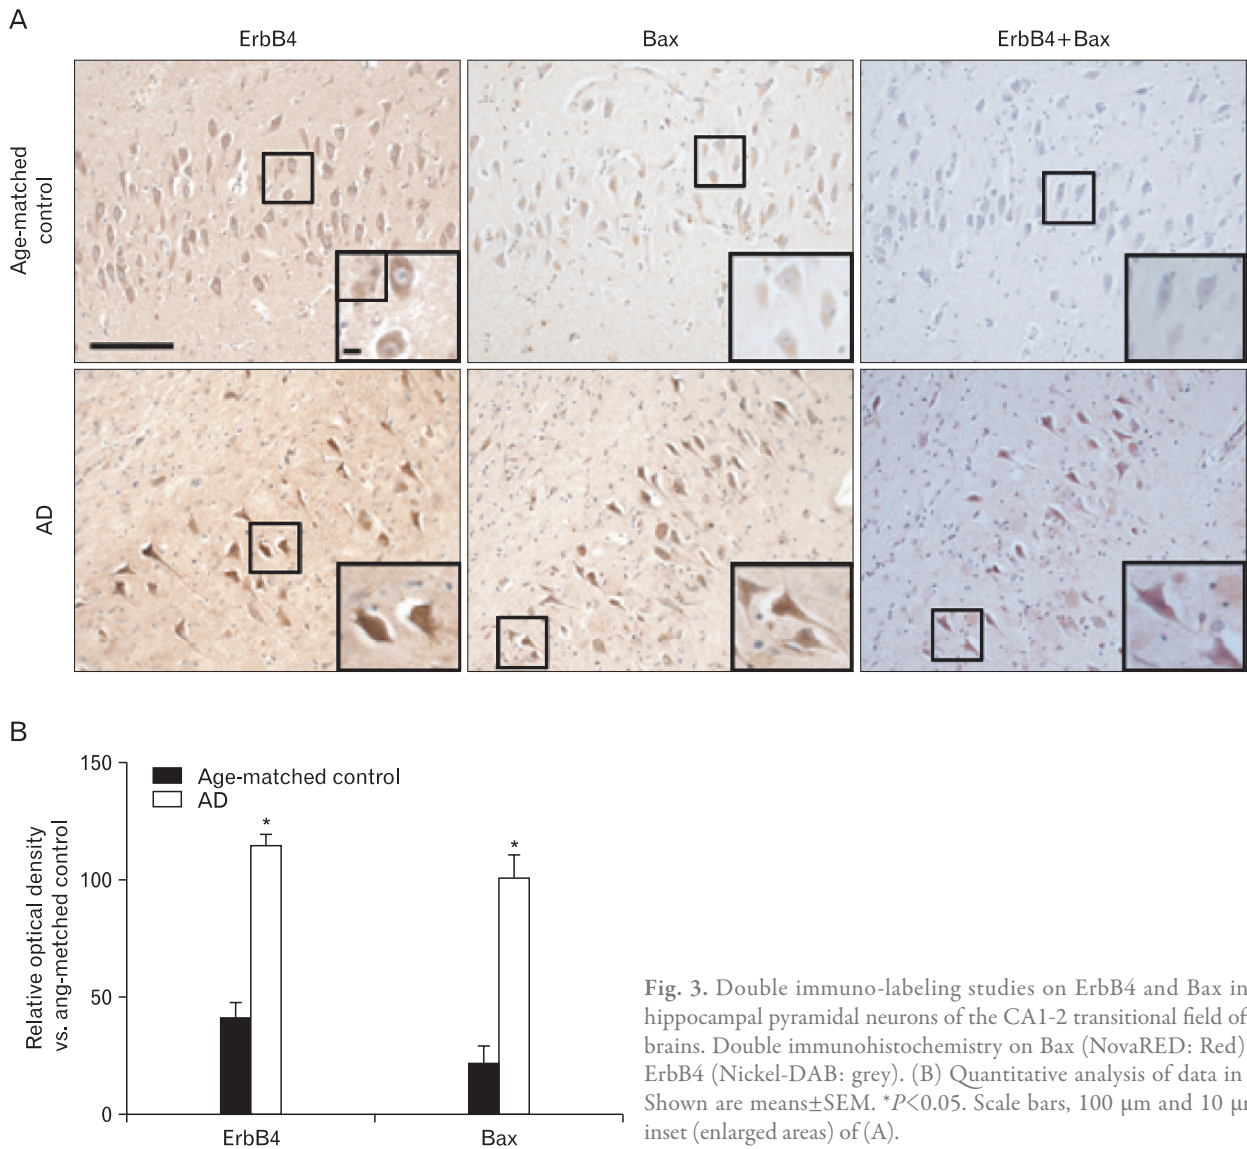 A
ErbB4
Bax
ErbB4+Bax
Age-matched
control
AD
B
150
100
50
0
Relative optical density
vs. ang-metched control
Age-matched control
AD
*
*
ErbB4
Bax
Fig. 3. Double immuno-labeling studies on ErbB4 and Bax in
hippocampal pyramidal neurons of the CA1-2 transitional field of
brains. Double immunohistochemistry on Bax (NovaRED: Red)
ErbB4 (Nickel-DAB: grey). (B) Quantitative analysis of data in
Shown are means±SEM. *P<0.05. Scale bars, 100 μm and 10 μ
inset (enlarged areas) of (A).